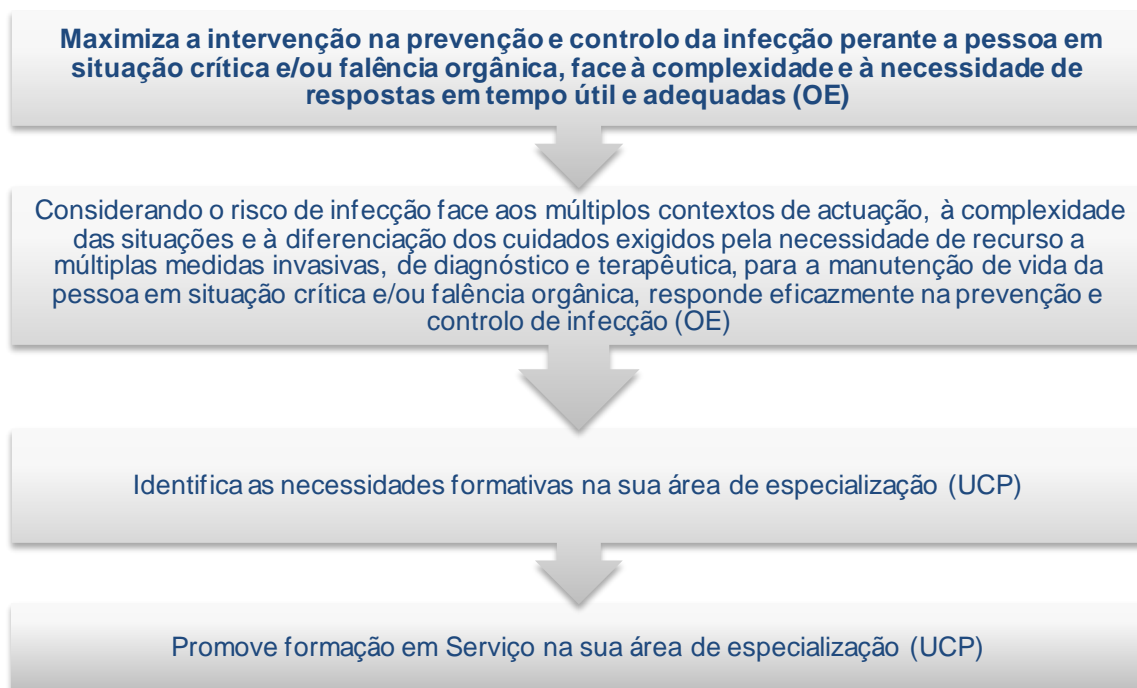 Maximiza a intervenção na prevenção e controlo da infecção perante a pessoa em
situação crítica e/ou falência orgânica, face à complexidade e à necessidade de
respostas em tempo útil e adequadas (OE)
Considerando o risco de infecção face aos múltiplos contextos de actuação, à complexidade
das situações e à diferenciação dos cuidados exigidos pela necessidade de recurso a
múltiplas medidas invasivas, de diagnóstico e terapêutica, para a manutenção de vida da
pessoa em situação crítica e/ou falência orgânica, responde eficazmente na prevenção e
controlo de infecção (OE)
Identifica as necessidades formativas na sua área de especialização (UCP)
Promove formação em Serviço na sua área de especialização (UCP)